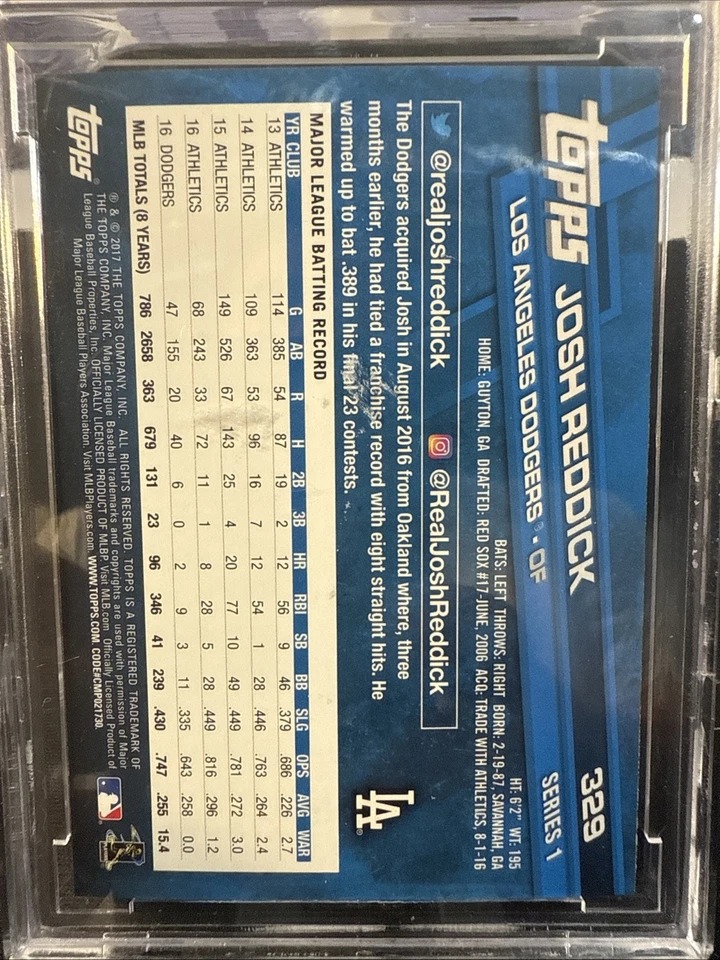 topps JOSH REDDICK 329
LOS ANGELES DODGERS® • OF SERIES 1
HT: 6'2" WT: 195
BATS: LEFT THROWS: RIGHT BORN: 2-19-87, SAVANNAH, GA
HOME: GUYTON, GA DRAFTED: RED SOX #17-JUNE, 2006 ACQ: TRADE WITH ATHLETICS, 8-1-16
@realjoshreddick @RealJoshReddick
The Dodgers acquired Josh in August 2016 from Oakland where, three
months earlier, he had tied a franchise record with eight straight hits. He
warmed up to bat .389 in his final 23 contests.
LA®
MAJOR LEAGUE BATTING RECORD
YR CLUB G AB R H 2B 3B HR RBI SB BB SLG OPS AVG WAR
13 ATHLETICS 114 385 54 87 19 2 12 56 9 46 .379 .686 .226 2.7
14 ATHLETICS 109 363 53 96 16 7 12 54 1 28 .446 .763 .264 2.4
15 ATHLETICS 149 526 67 143 25 4 20 77 10 49 .449 .781 .272 3.0
16 ATHLETICS 68 243 33 72 11 1 8 28 5 28 .449 .816 .296 1.2
16 DODGERS 47 155 20 40 6 0 2 9 3 11 .335 .643 .258 0.0
MLB TOTALS (8 YEARS) 786 2658 363 679 131 23 96 346 41 239 .430 .747 .255 15.4
topps®
® & © 2017 THE TOPPS COMPANY, INC. ALL RIGHTS RESERVED. TOPPS IS A REGISTERED TRADEMARK OF
THE TOPPS COMPANY, INC. Major League Baseball trademarks and copyrights are used with permission of Major
League Baseball Properties, Inc. OFFICIALLY LICENSED PRODUCT OF MLBP. Visit MLB.com. Officially Licensed Product of
Major League Baseball Players Association. Visit MLBPlayers.com. WWW.TOPPS.COM. CODE#CMP021730.